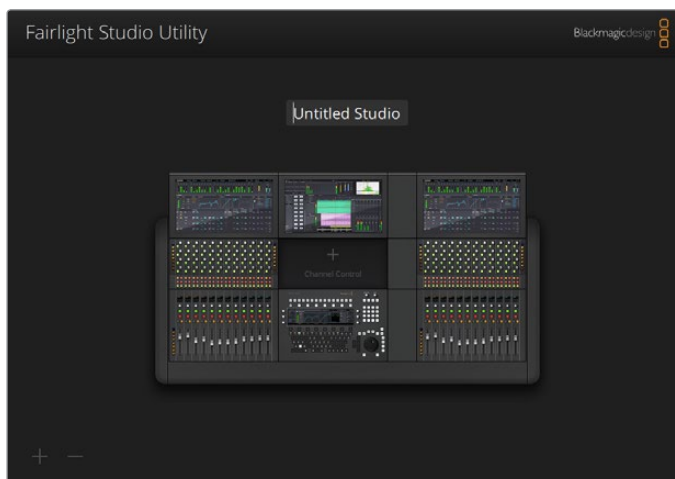 Fairlight Studio Utility
Blackmagicdesign
Untitled Studio
+
Channel Control
+ −